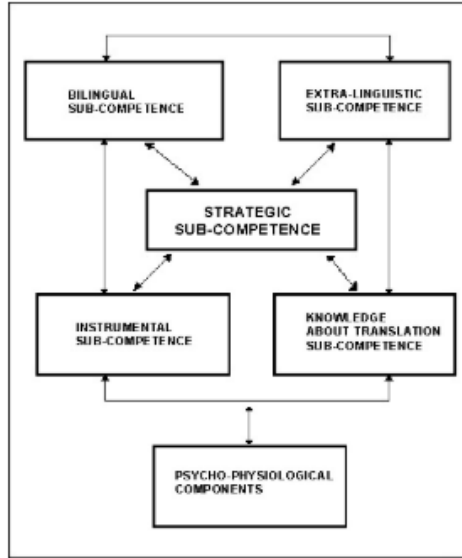 BILINGUAL
SUB-COMPETENCE
EXTRA-LINGUISTIC
SUB-COMPETENCE
STRATEGIC
SUB-COMPETENCE
INSTRUMENTAL
SUB-COMPETENCE
KNOWLEDGE
ABOUT TRANSLATION
SUB-COMPETENCE
PSYCHO-PHYSIOLOGICAL
COMPONENTS